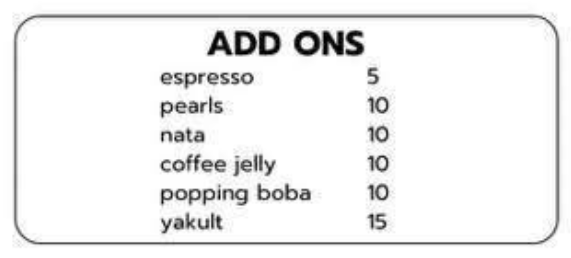 ADD ONS
espresso 5
pearls 10
nata 10
coffee jelly 10
popping boba 10
yakult 15